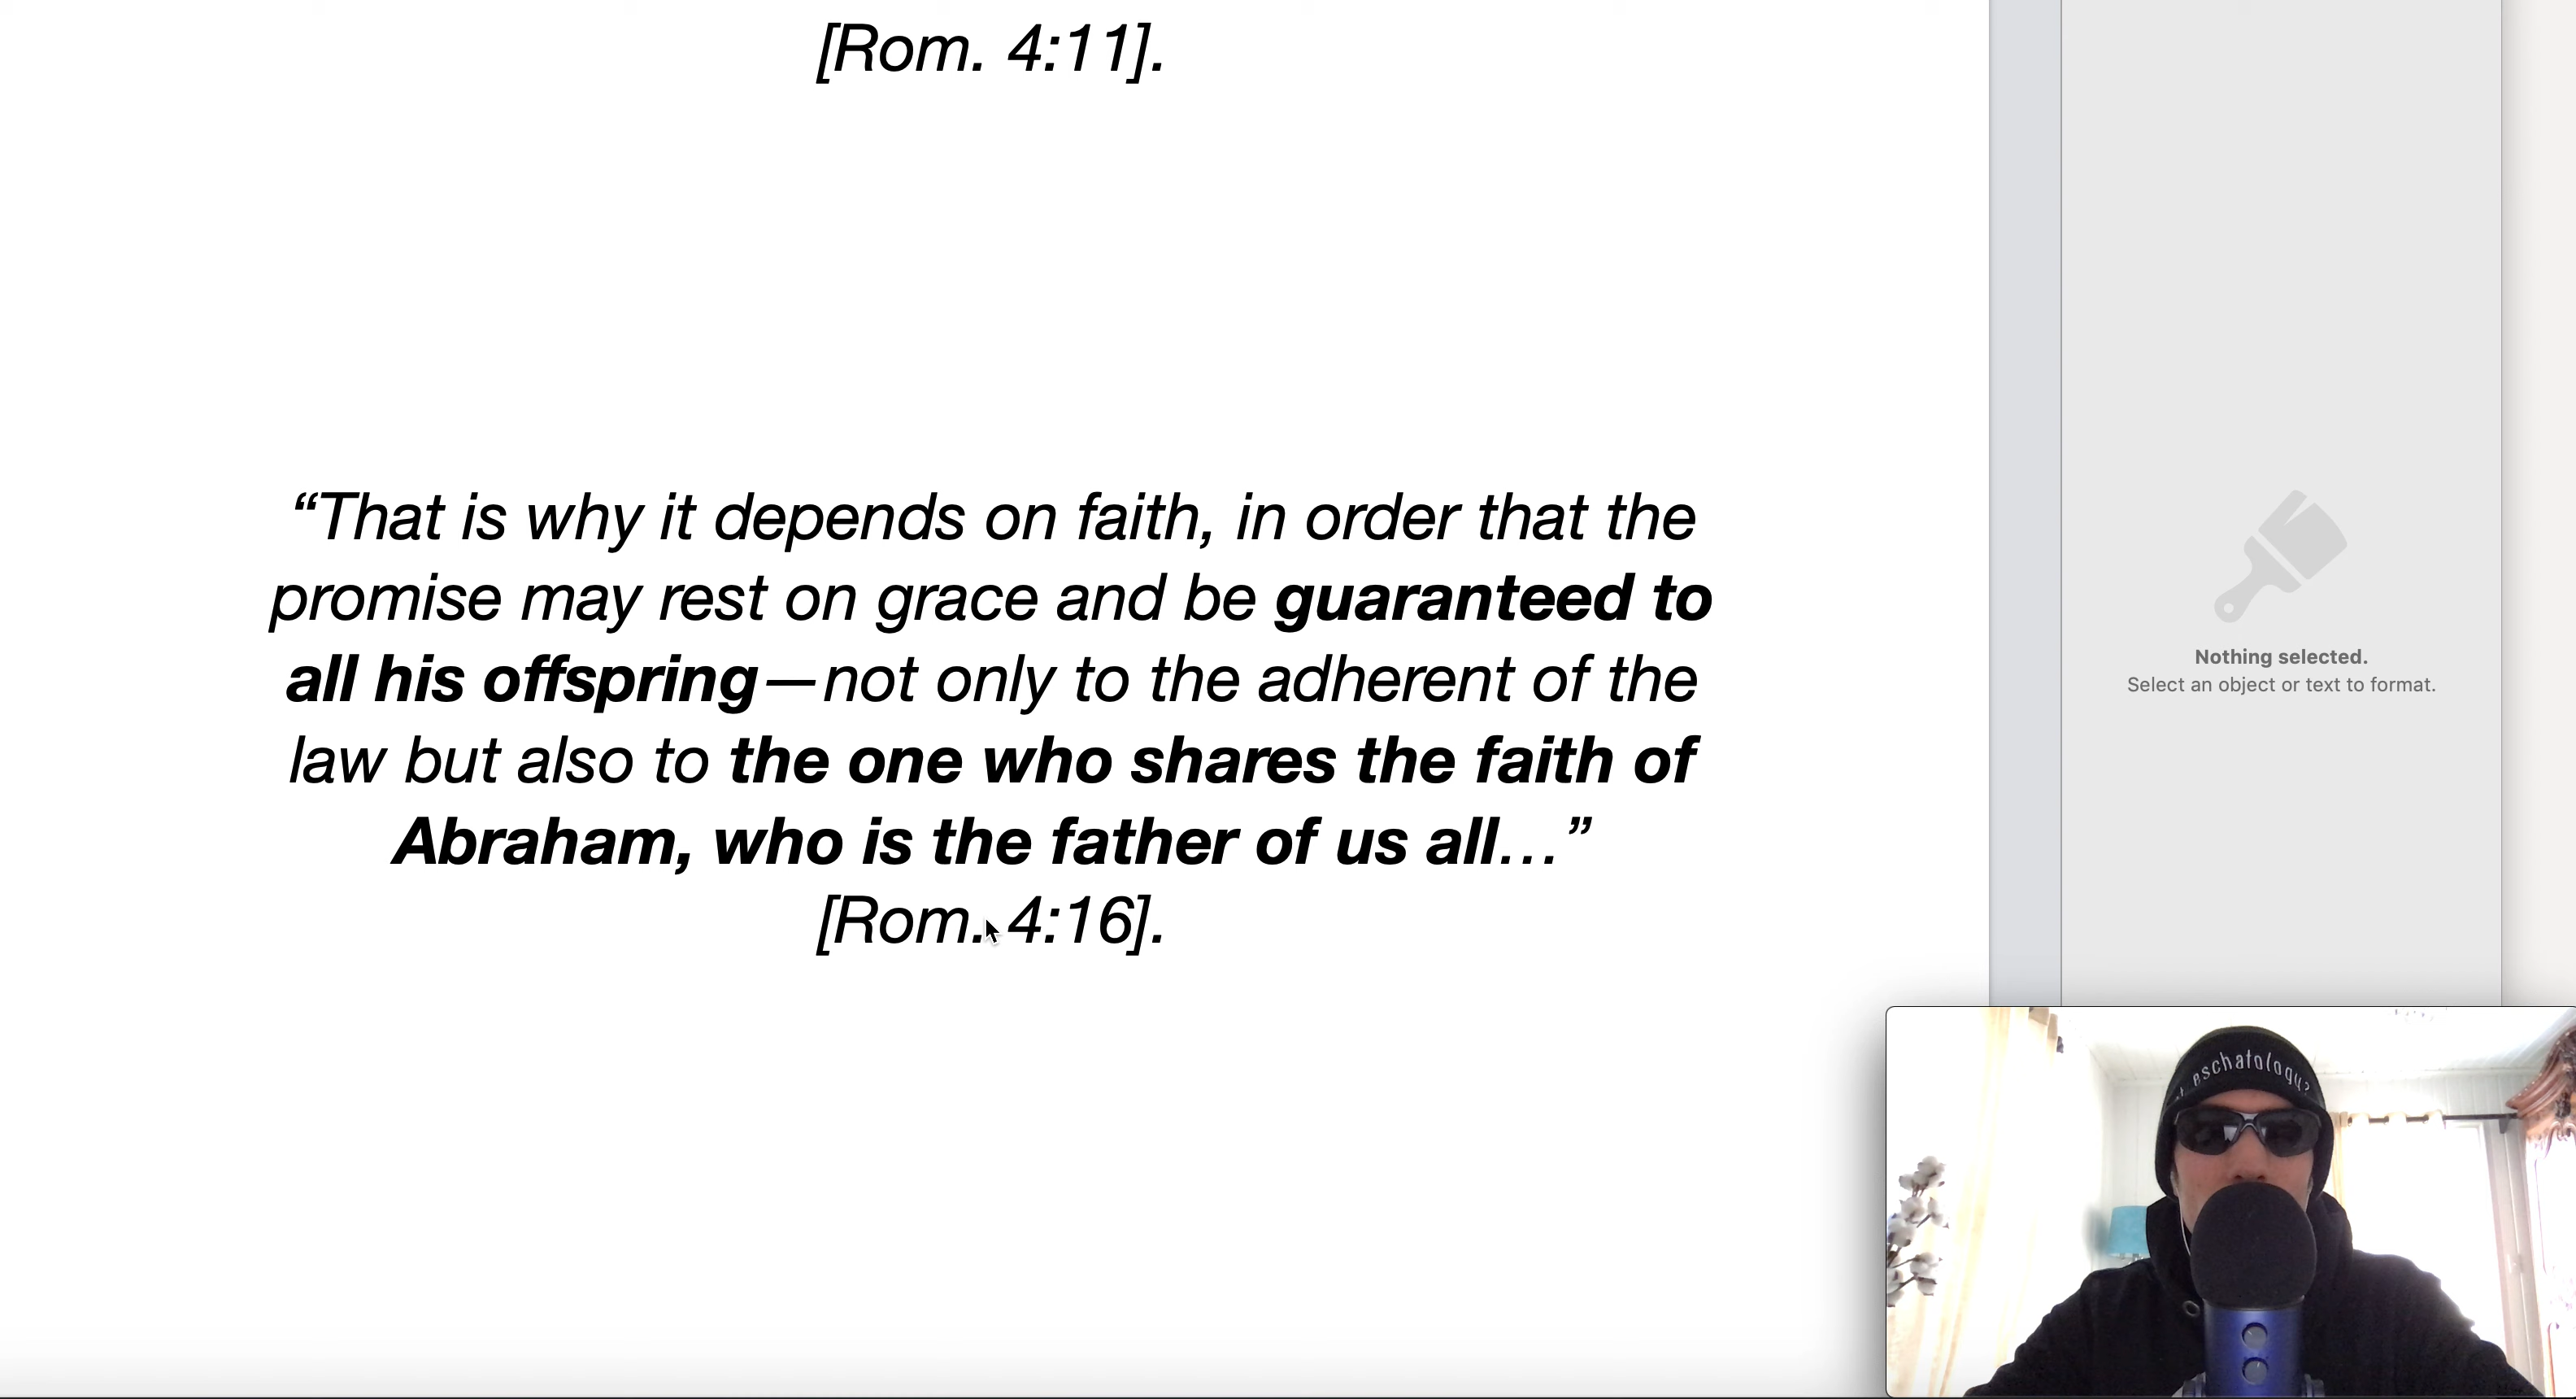 [Rom. 4:11].
“That is why it depends on faith, in order that the
promise may rest on grace and be guaranteed to
all his offspring—not only to the adherent of the
law but also to the one who shares the faith of
Abraham, who is the father of us all…”
[Rom. 4:16].
Nothing selected.
Select an object or text to format.
eschatology?